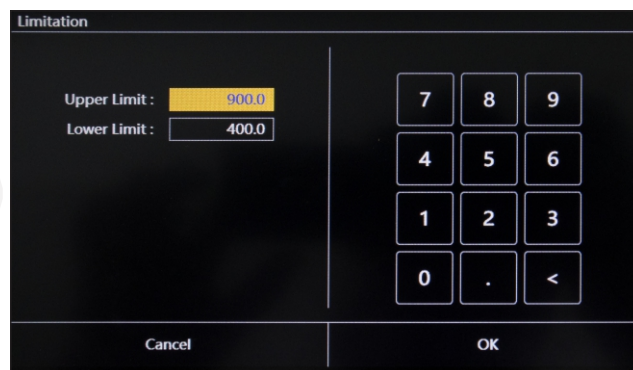 Limitation
Upper Limit : 900.0
Lower Limit : 400.0
7 8 9
4 5 6
1 2 3
0 . <
Cancel OK